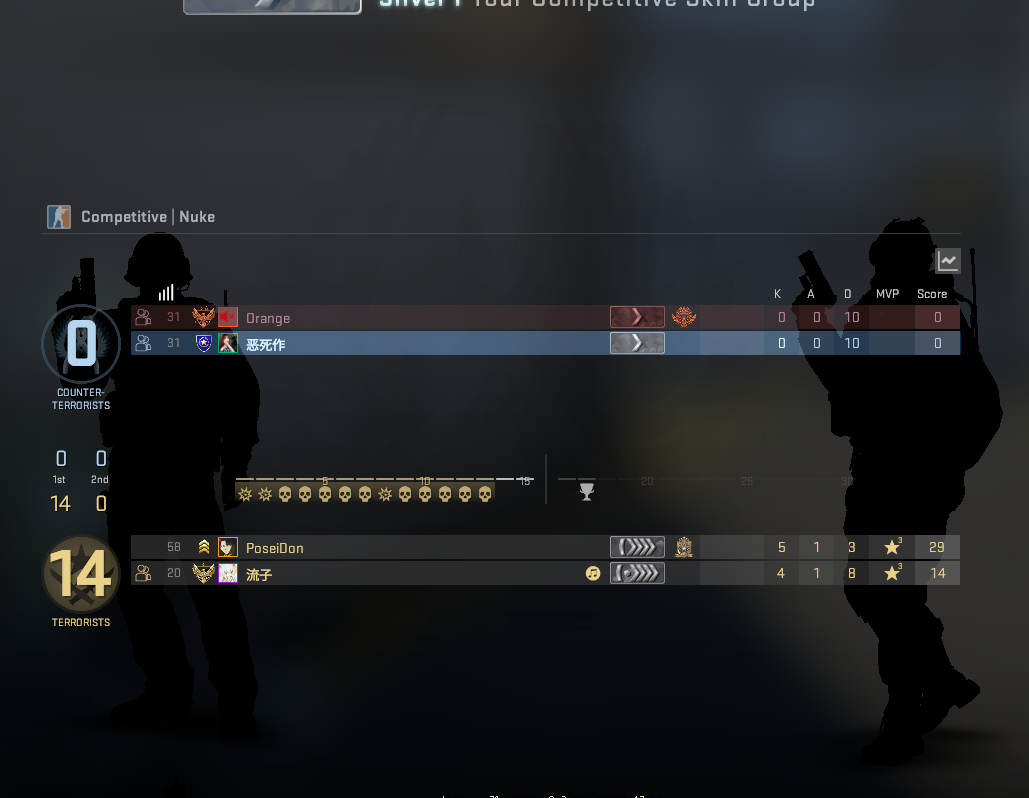 Silver I Your Competitive Skill Group
Competitive | Nuke
K A D MVP Score
31 Orange 0 0 10 0
31 恶死作 0 0 10 0
0
COUNTER-
TERRORISTS
0 0
1st 2nd
14 0
5 10 15 20 25 30
58 PoseiDon 5 1 3 3 29
20 流子 4 1 8 3 14
14
TERRORISTS